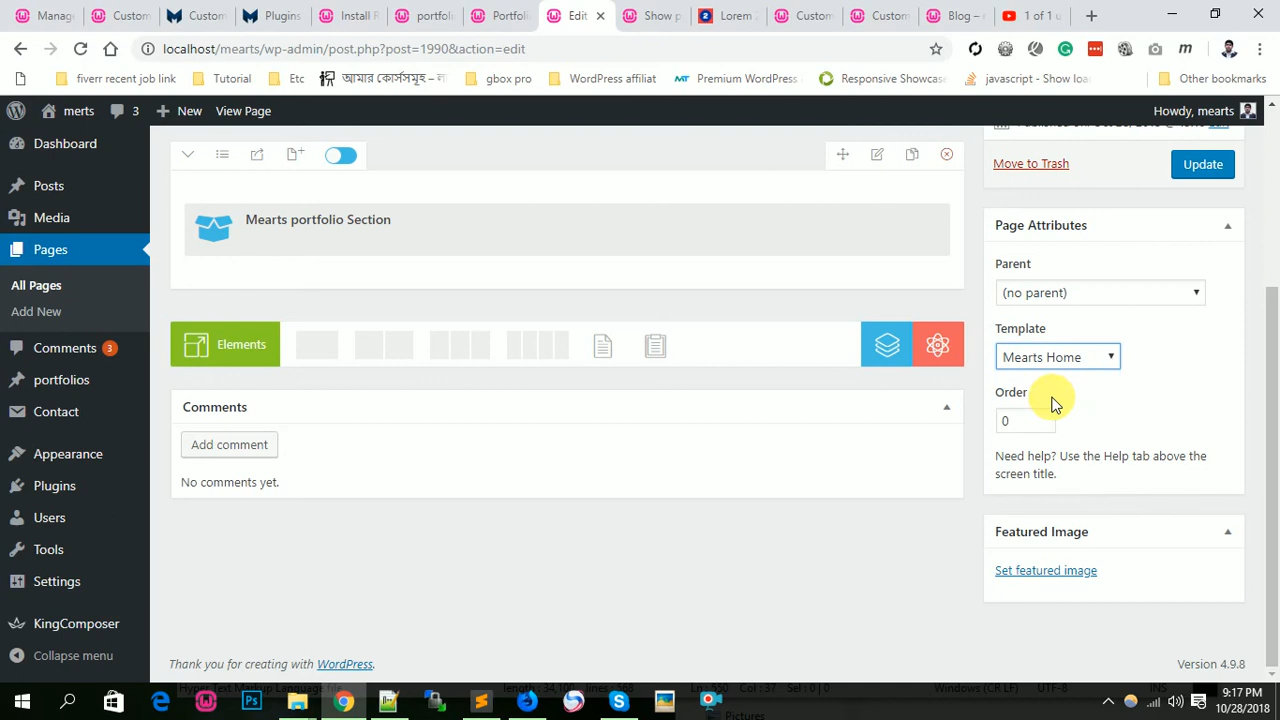 Manage
Custom
Custom
Plugins
Install R
portfoli
Portfoli
Edit
Show p
Lorem
Custom
Custom
Blog – r
1 of 1 u
localhost/mearts/wp-admin/post.php?post=1990&action=edit
fiverr recent job link
Tutorial
Etc
আমার কোর্সসমূহ – ল
gbox pro
WordPress affiliat
Premium WordPress
Responsive Showcase
javascript - Show loa
Other bookmarks
merts
3
New
View Page
Howdy, mearts
Dashboard
Posts
Media
Pages
All Pages
Add New
Comments 3
portfolios
Contact
Appearance
Plugins
Users
Tools
Settings
KingComposer
Collapse menu
Mearts portfolio Section
Elements
Comments
Add comment
No comments yet.
Move to Trash
Update
Page Attributes
Parent
(no parent)
Template
Mearts Home
Order
0
Need help? Use the Help tab above the
screen title.
Featured Image
Set featured image
Thank you for creating with WordPress.
Version 4.9.8
9:17 PM
10/28/2018